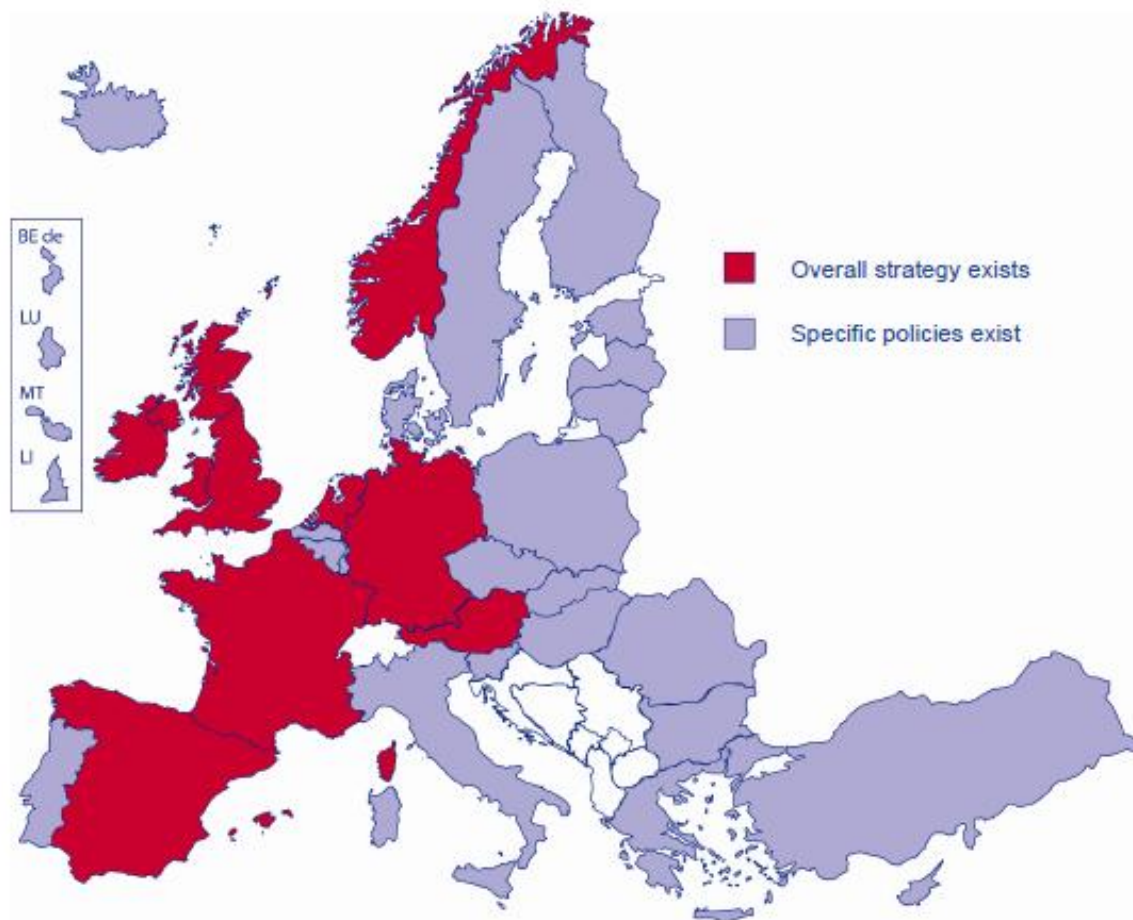 BE de
LU
MT
LI
Overall strategy exists
Specific policies exist